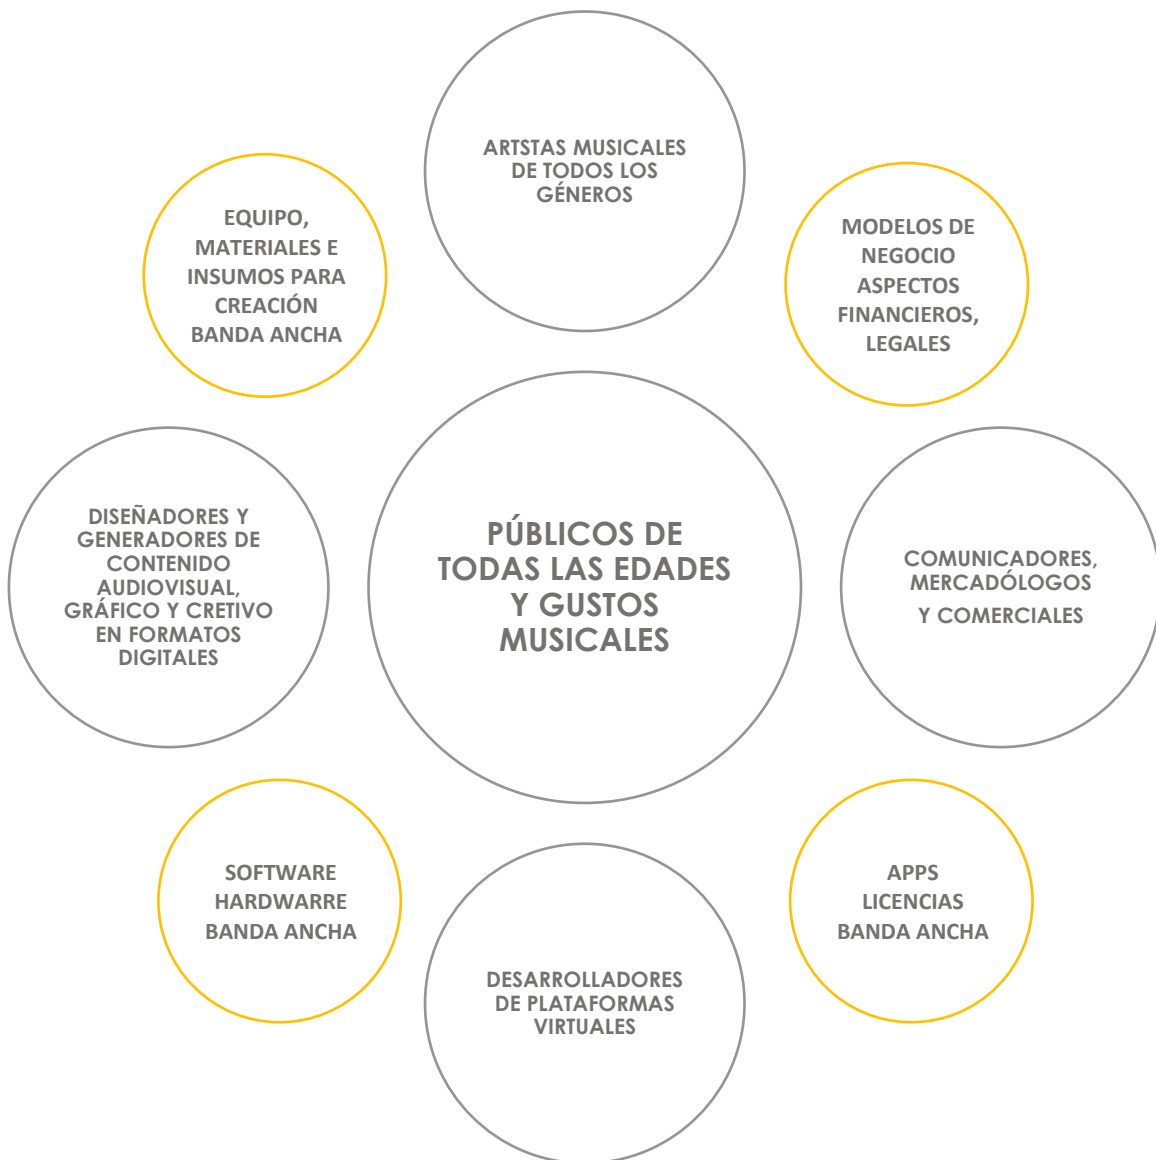 ARTSTAS MUSICALES
DE TODOS LOS
GÉNEROS
EQUIPO,
MATERIALES E
INSUMOS PARA
CREACIÓN
BANDA ANCHA
MODELOS DE
NEGOCIO
ASPECTOS
FINANCIEROS,
LEGALES
DISEÑADORES Y
GENERADORES DE
CONTENIDO
AUDIOVISUAL,
GRÁFICO Y CRETIVO
EN FORMATOS
DIGITALES
PÚBLICOS DE
TODAS LAS EDADES
Y GUSTOS
MUSICALES
COMUNICADORES,
MERCADÓLOGOS
Y COMERCIALES
SOFTWARE
HARDWARRE
BANDA ANCHA
APPS
LICENCIAS
BANDA ANCHA
DESARROLLADORES
DE PLATAFORMAS
VIRTUALES